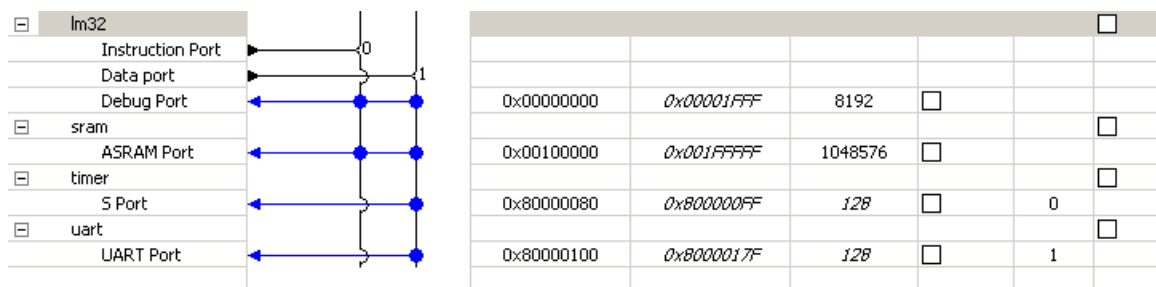 lm32
Instruction Port 0
Data port 1
Debug Port 0x00000000 0x00001FFF 8192
sram
ASRAM Port 0x00100000 0x001FFFFF 1048576
timer
S Port 0x80000080 0x800000FF 128 0
uart
UART Port 0x80000100 0x8000017F 128 1